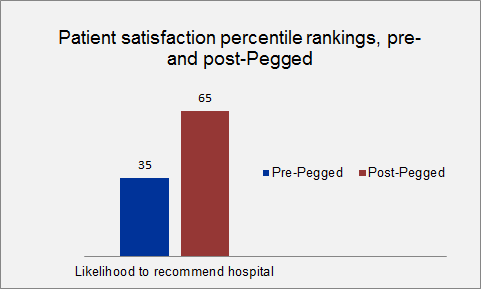 Patient satisfaction percentile rankings, pre-
and post-Pegged
65
35
Pre-Pegged Post-Pegged
Likelihood to recommend hospital